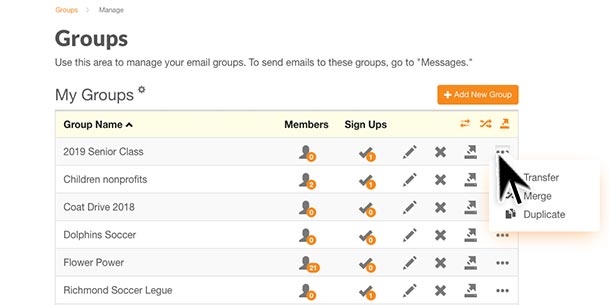 Groups > Manage
Groups
Use this area to manage your email groups. To send emails to these groups, go to "Messages."
My Groups
+ Add New Group
Group Name Members Sign Ups
2019 Senior Class 0 1
Transfer
Children nonprofits 2 1
Merge
Coat Drive 2018 0 0
Duplicate
Dolphins Soccer 0 0
Flower Power 21 0
Richmond Soccer Legue 0 1